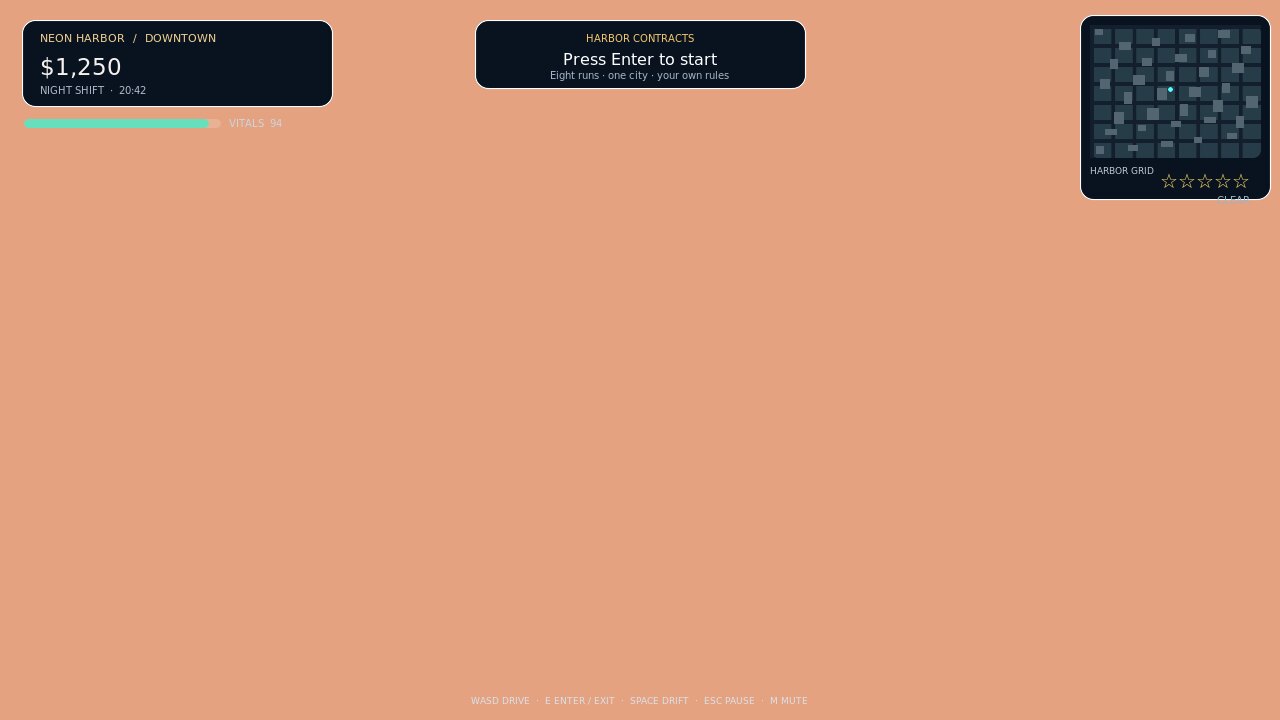 NEON HARBOR / DOWNTOWN
$1,250
NIGHT SHIFT · 20:42
VITALS 94
HARBOR CONTRACTS
Press Enter to start
Eight runs · one city · your own rules
HARBOR GRID
☆☆☆☆☆
CLEAR
WASD DRIVE · E ENTER / EXIT · SPACE DRIFT · ESC PAUSE · M MUTE